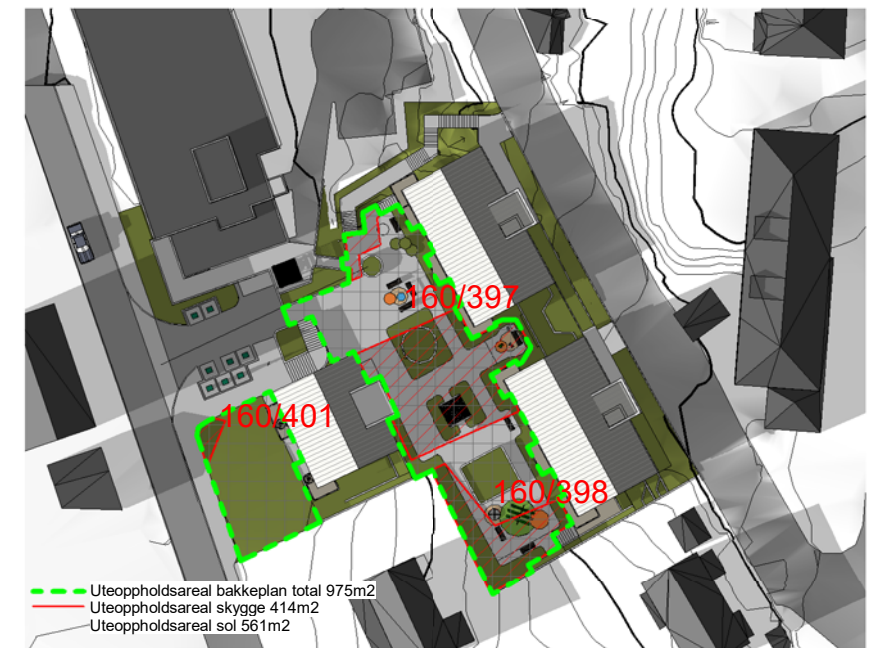 160/397
160/401
160/398
Uteoppholdsareal bakkeplan total 975m2
Uteoppholdsareal skygge 414m2
Uteoppholdsareal sol 561m2